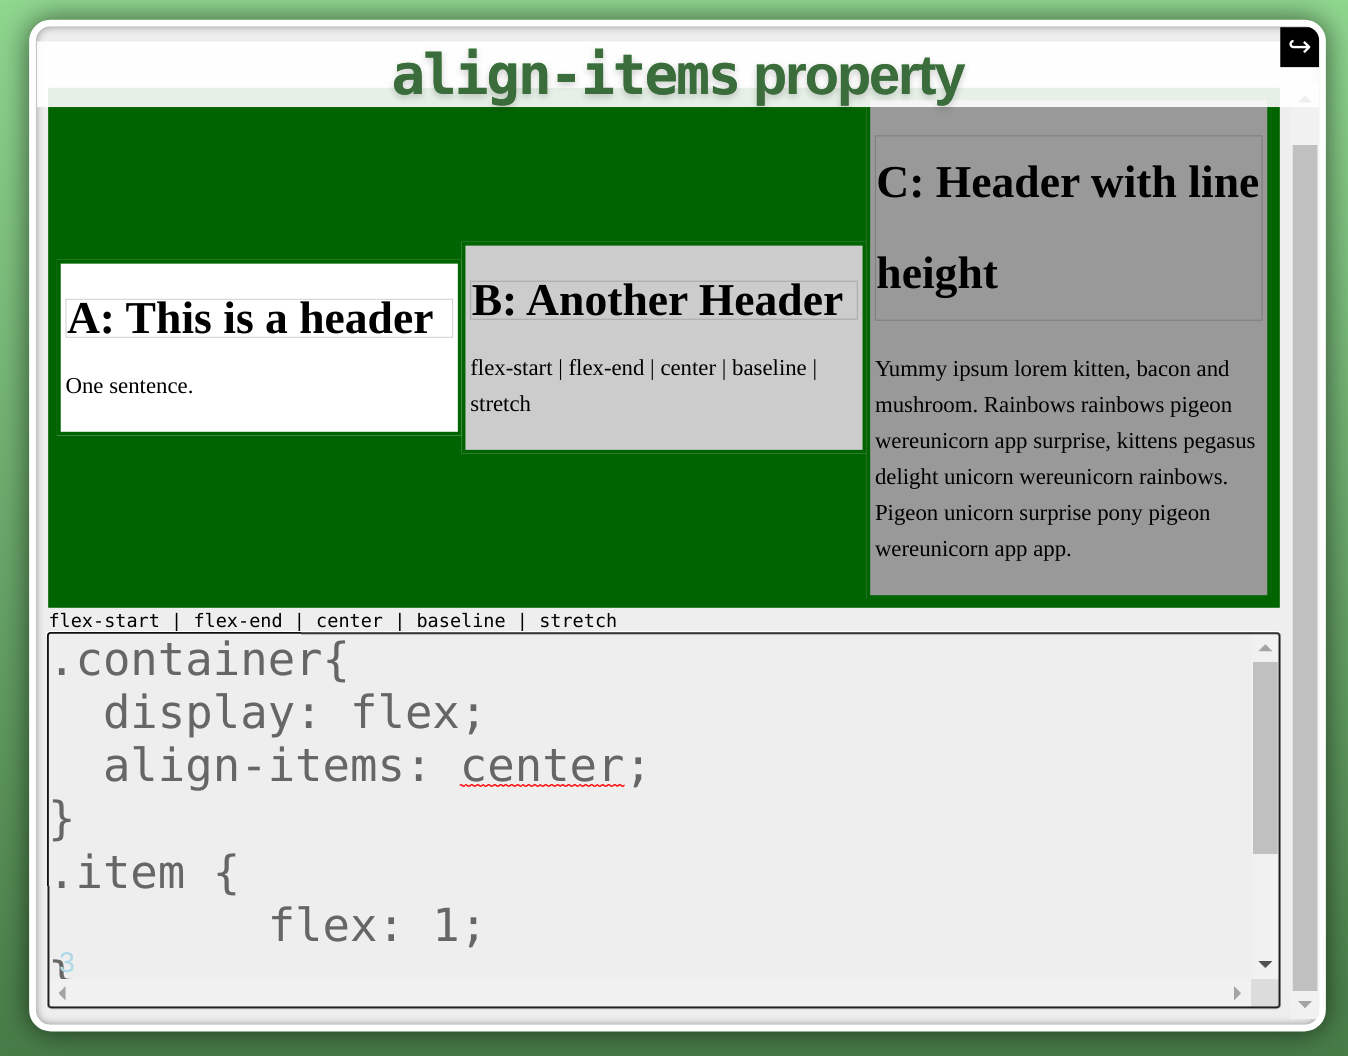 align-items property
A: This is a header
One sentence.
B: Another Header
flex-start | flex-end | center | baseline |
stretch
C: Header with line
height
Yummy ipsum lorem kitten, bacon and
mushroom. Rainbows rainbows pigeon
wereunicorn app surprise, kittens pegasus
delight unicorn wereunicorn rainbows.
Pigeon unicorn surprise pony pigeon
wereunicorn app app.
flex-start | flex-end | center | baseline | stretch
.container{
  display: flex;
  align-items: center;
}
.item {
        flex: 1;
}
3